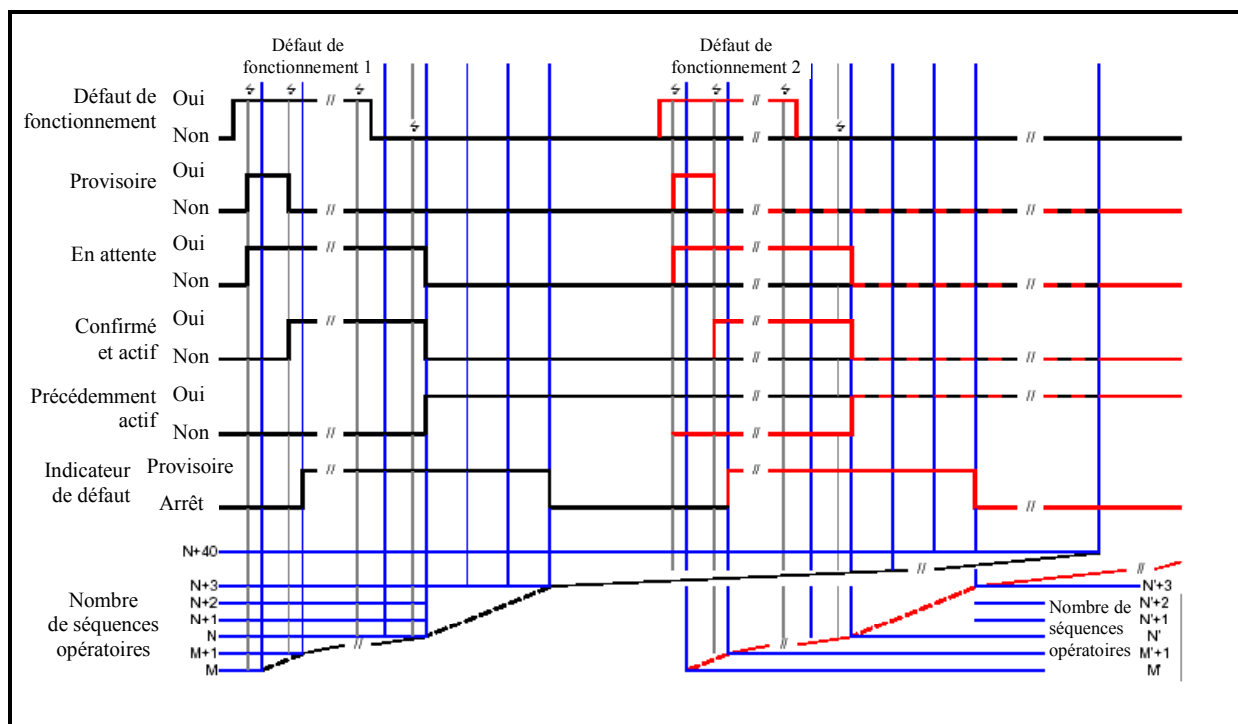 Défaut de
fonctionnement 1
Défaut de
fonctionnement 2
Défaut de
fonctionnement
Oui
Non
Provisoire
Oui
Non
En attente
Oui
Non
Confirmé
et actif
Oui
Non
Précédemment
actif
Oui
Non
Indicateur
de défaut
Provisoire
Arrêt
Nombre
de séquences
opératoires
N+40
N+3
N+2
N+1
N
M+1
M
Nombre de
séquences
opératoires
N'+3
N'+2
N'+1
N'
M'+1
M'